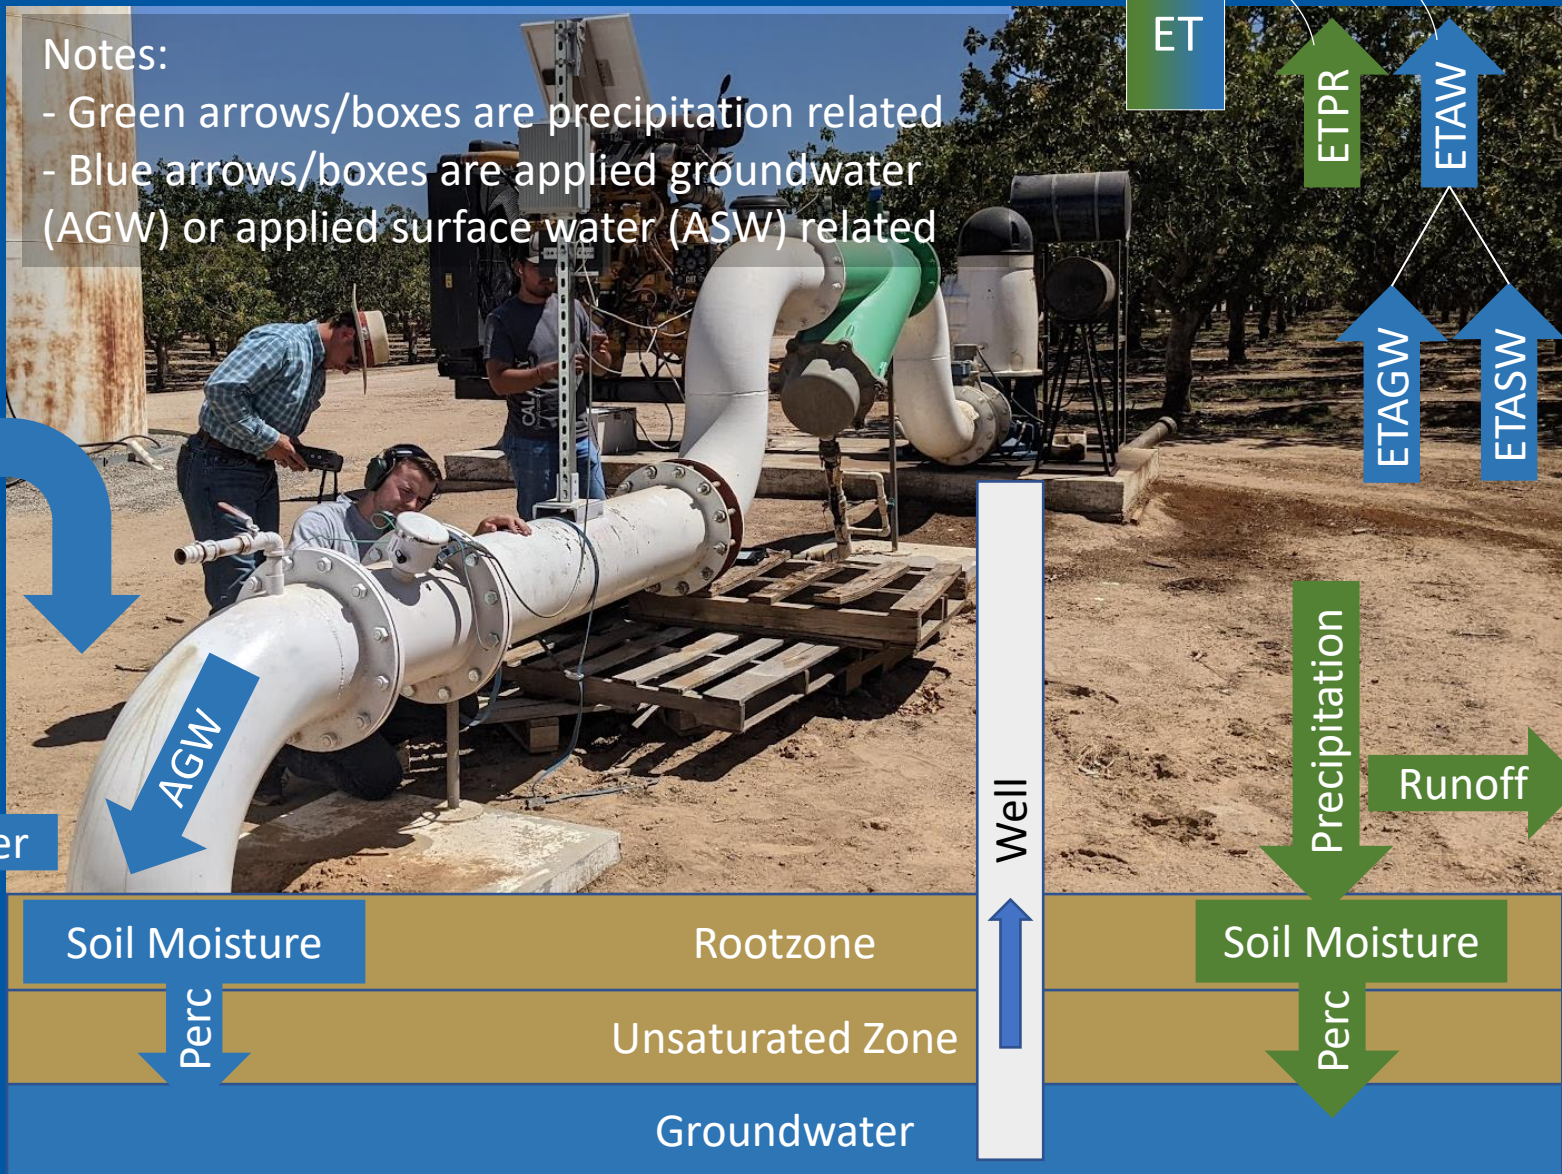 Notes:
- Green arrows/boxes are precipitation related
- Blue arrows/boxes are applied groundwater
(AGW) or applied surface water (ASW) related
ET
ETPR
ETAW
ETAGW
ETASW
AGW
Precipitation
Runoff
Well
er
Soil Moisture
Rootzone
Soil Moisture
Perc
Unsaturated Zone
Perc
Groundwater